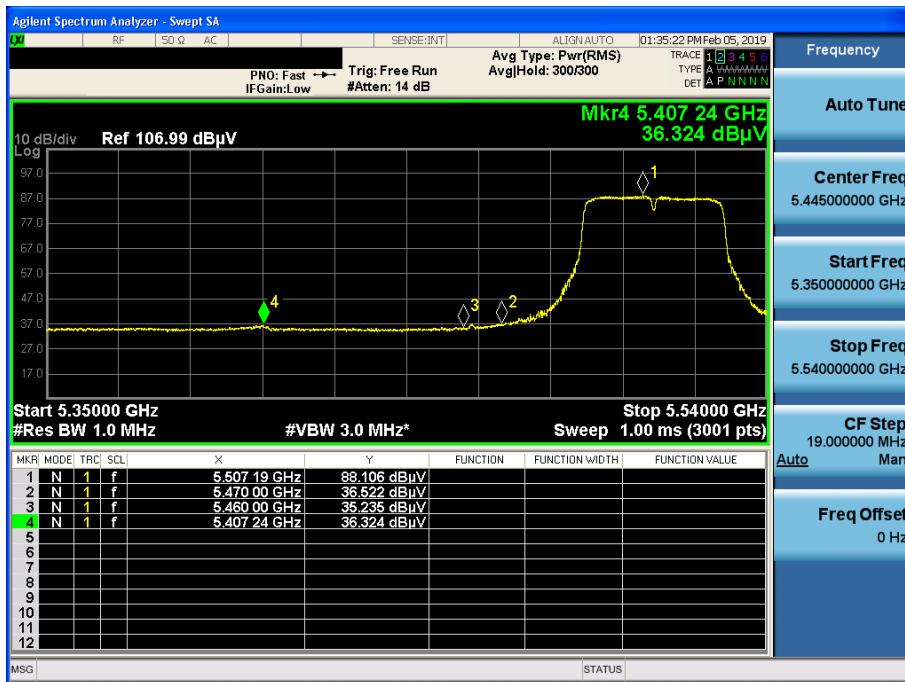 Agilent Spectrum Analyzer - Swept SA
LXI RF 50 Ω AC SENSE:INT ALIGN AUTO 01:35:22 PM Feb 05, 2019
PNO: Fast
IFGain:Low
Trig: Free Run
#Atten: 14 dB
Avg Type: Pwr(RMS)
Avg|Hold: 300/300
TRACE 1 2 3 4 5 6
TYPE A WWWWW
DET A P N N N N
Mkr4 5.407 24 GHz
36.324 dBµV
10 dB/div Ref 106.99 dBµV
Log
97.0
87.0
77.0
67.0
57.0
47.0
37.0
27.0
17.0
1
2
3
4
Start 5.35000 GHz Stop 5.54000 GHz
#Res BW 1.0 MHz #VBW 3.0 MHz* Sweep 1.00 ms (3001 pts)
MKR MODE TRC SCL X Y FUNCTION FUNCTION WIDTH FUNCTION VALUE
1 N 1 f 5.507 19 GHz 88.106 dBµV
2 N 1 f 5.470 00 GHz 36.522 dBµV
3 N 1 f 5.460 00 GHz 35.235 dBµV
4 N 1 f 5.407 24 GHz 36.324 dBµV
5
6
7
8
9
10
11
12
MSG STATUS
Frequency
Auto Tune
Center Freq
5.445000000 GHz
Start Freq
5.350000000 GHz
Stop Freq
5.540000000 GHz
CF Step
19.000000 MHz
Auto Man
Freq Offset
0 Hz